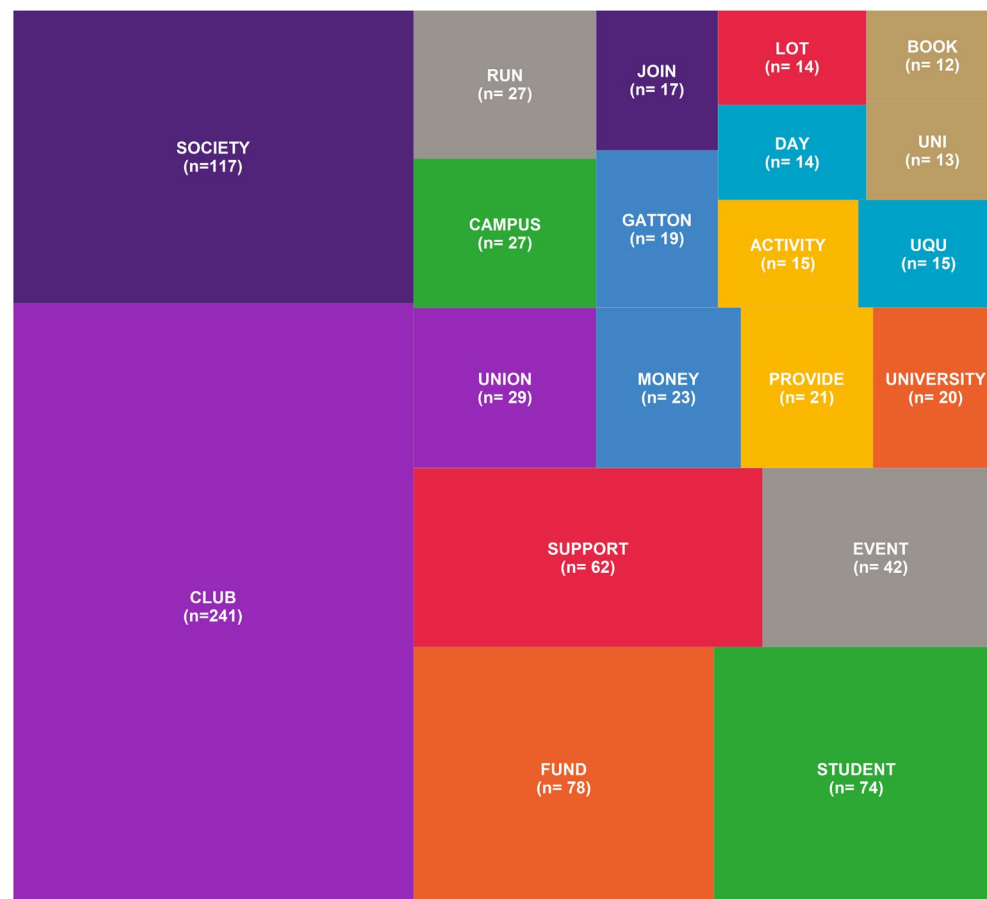 SOCIETY
(n=117)
RUN
(n= 27)
JOIN
(n= 17)
LOT
(n= 14)
BOOK
(n= 12)
DAY
(n= 14)
UNI
(n= 13)
CAMPUS
(n= 27)
GATTON
(n= 19)
ACTIVITY
(n= 15)
UQU
(n= 15)
UNION
(n= 29)
MONEY
(n= 23)
PROVIDE
(n= 21)
UNIVERSITY
(n= 20)
CLUB
(n=241)
SUPPORT
(n= 62)
EVENT
(n= 42)
FUND
(n= 78)
STUDENT
(n= 74)